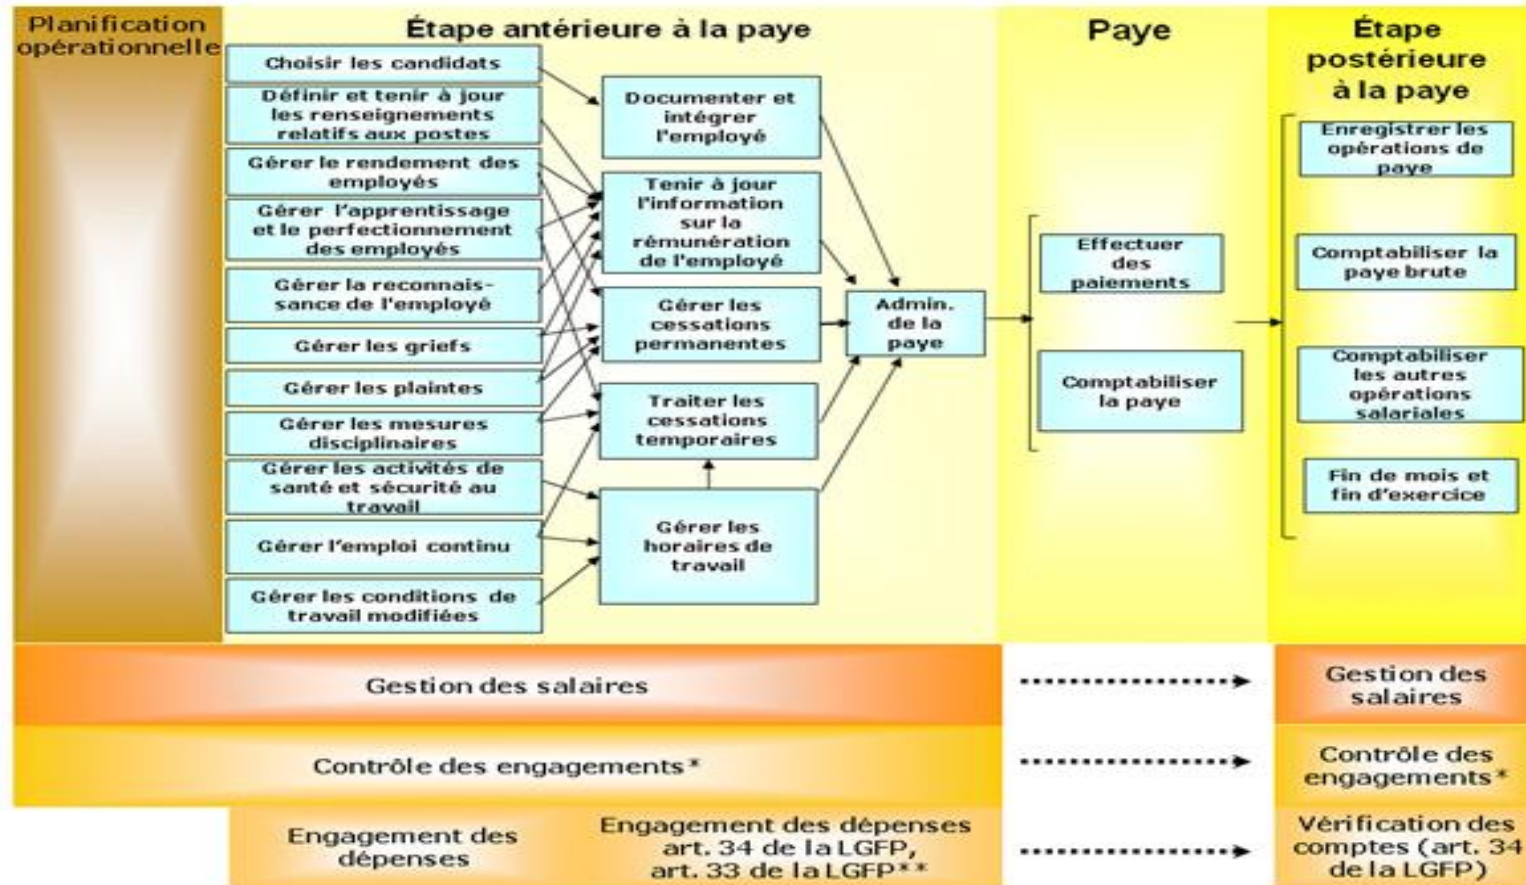 Planification
opérationnelle
Étape antérieure à la paye
Paye
Étape
postérieure
à la paye
Choisir les candidats
Définir et tenir à jour
les renseignements
relatifs aux postes
Gérer le rendement des
employés
Gérer l'apprentissage
et le perfectionnement
des employés
Gérer la reconnais-
sance de l'employé
Gérer les griefs
Gérer les plaintes
Gérer les mesures
disciplinaires
Gérer les activités de
santé et sécurité au
travail
Gérer l'emploi continu
Gérer les conditions de
travail modifiées
Documenter et
intégrer
l'employé
Tenir à jour
l'information
sur la
rémunération
de l'employé
Gérer les
cessations
permanentes
Traiter les
cessations
temporaires
Gérer les
horaires de
travail
Admin.
de la
paye
Effectuer
des
paiements
Comptabiliser
la paye
Enregistrer les
opérations de
paye
Comptabiliser la
paye brute
Comptabiliser
les autres
opérations
salariales
Fin de mois et
fin d'exercice
Gestion des salaires
Gestion des
salaires
Contrôle des engagements*
Contrôle des
engagements*
Engagement des
dépenses
Engagement des dépenses
art. 34 de la LGFP,
art. 33 de la LGFP**
Vérification des
comptes (art. 34
de la LGFP)